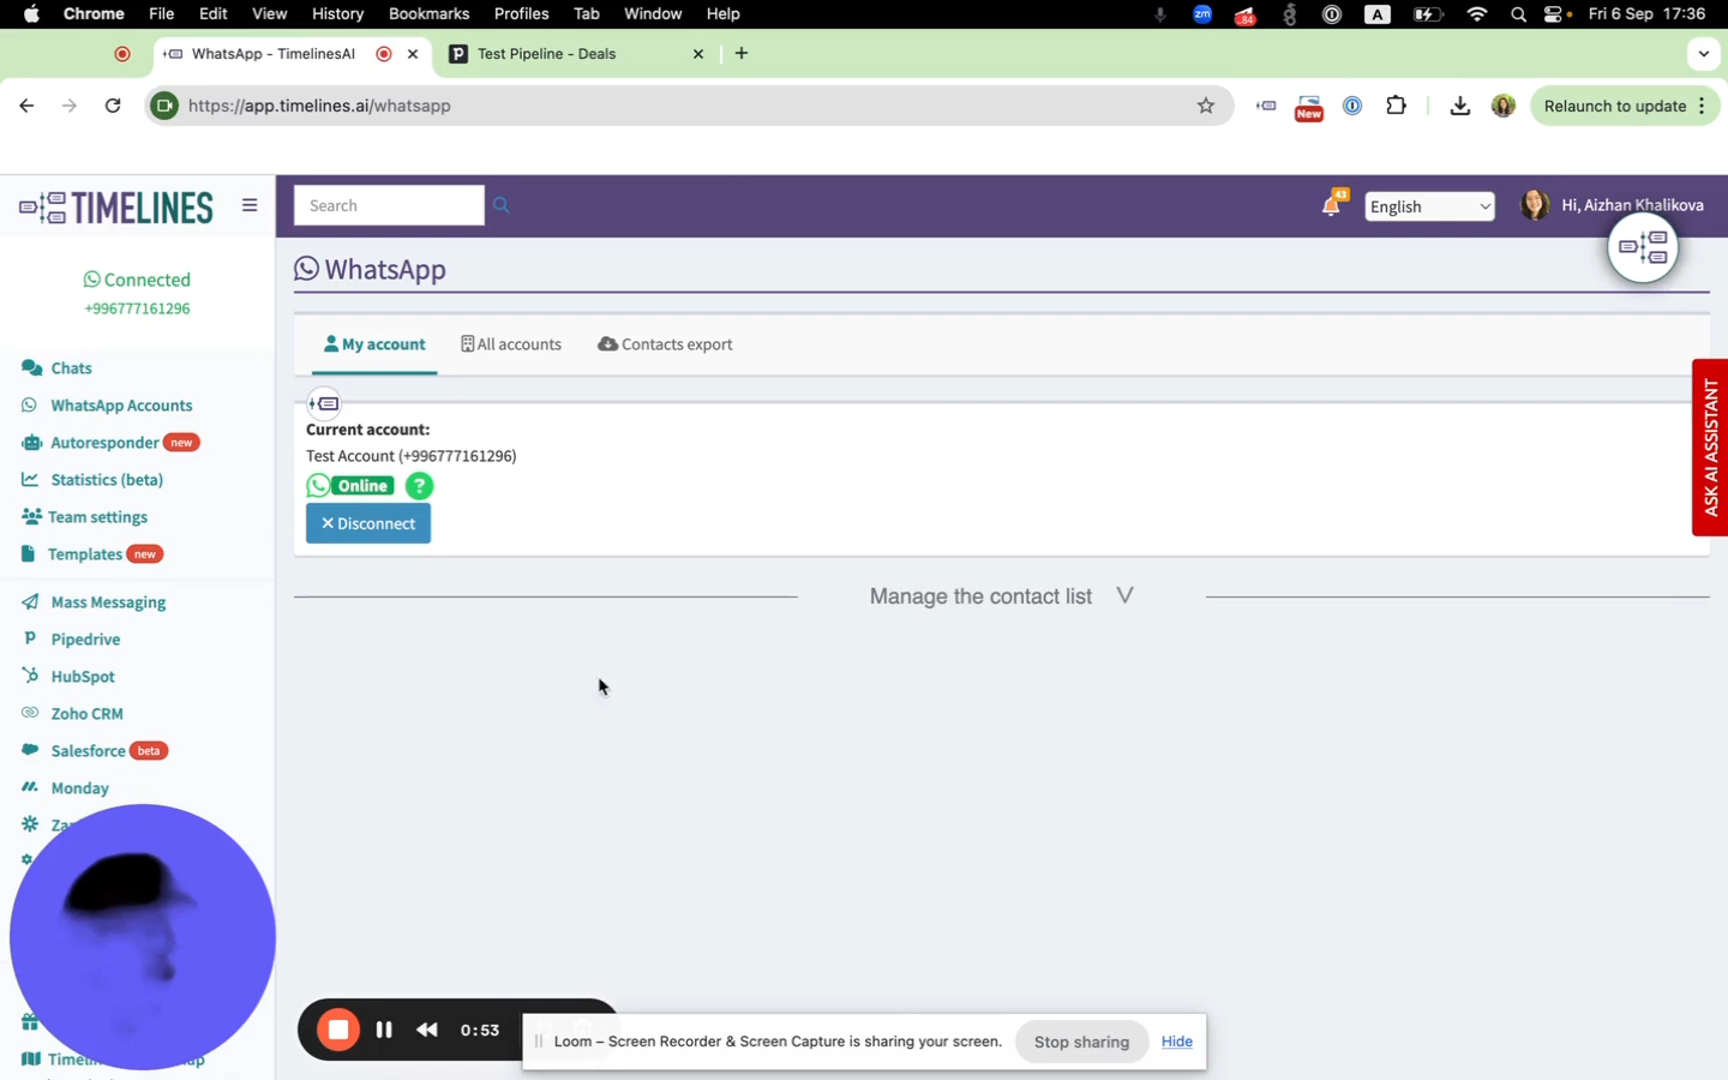 Chrome File Edit View History Bookmarks Profiles Tab Window Help zm 84 A Fri 6 Sep 17:36
WhatsApp - TimelinesAI Test Pipeline - Deals
https://app.timelines.ai/whatsapp New Relaunch to update
TIMELINES Search 43 English Hi, Aizhan Khalikova
WhatsApp
Connected
+996777161296
My account All accounts Contacts export
Chats
WhatsApp Accounts
Autoresponder new
Statistics (beta)
Team settings
Templates new
Mass Messaging
Pipedrive
HubSpot
Zoho CRM
Salesforce beta
Monday
Current account:
Test Account (+996777161296)
Online ?
Disconnect
Manage the contact list
ASK AI ASSISTANT
0:53
Loom – Screen Recorder & Screen Capture is sharing your screen. Stop sharing Hide